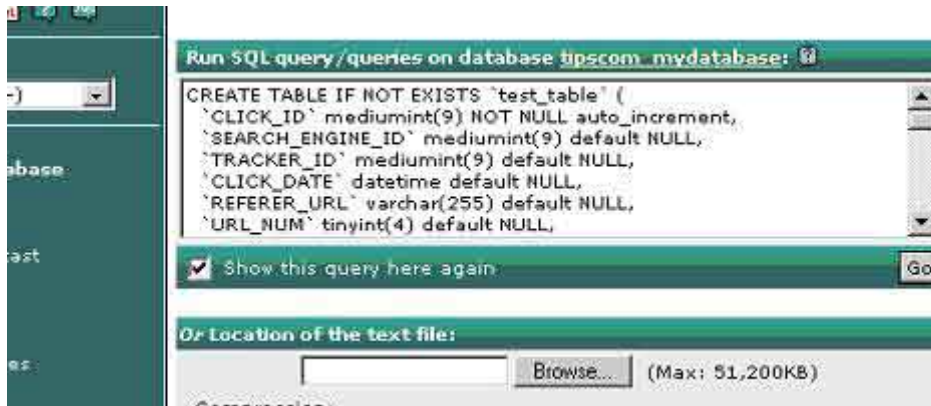 Run SQL query/queries on database tipscom_mydatabase:
-)
CREATE TABLE IF NOT EXISTS `test_table` (
`CLICK_ID` mediumint(9) NOT NULL auto_increment,
`SEARCH_ENGINE_ID` mediumint(9) default NULL,
`TRACKER_ID` mediumint(9) default NULL,
`CLICK_DATE` datetime default NULL,
`REFERER_URL` varchar(255) default NULL,
`URL_NUM` tinyint(4) default NULL,
abase
ast
Show this query here again
Go
Or Location of the text file:
es
Browse... (Max: 51,200KB)